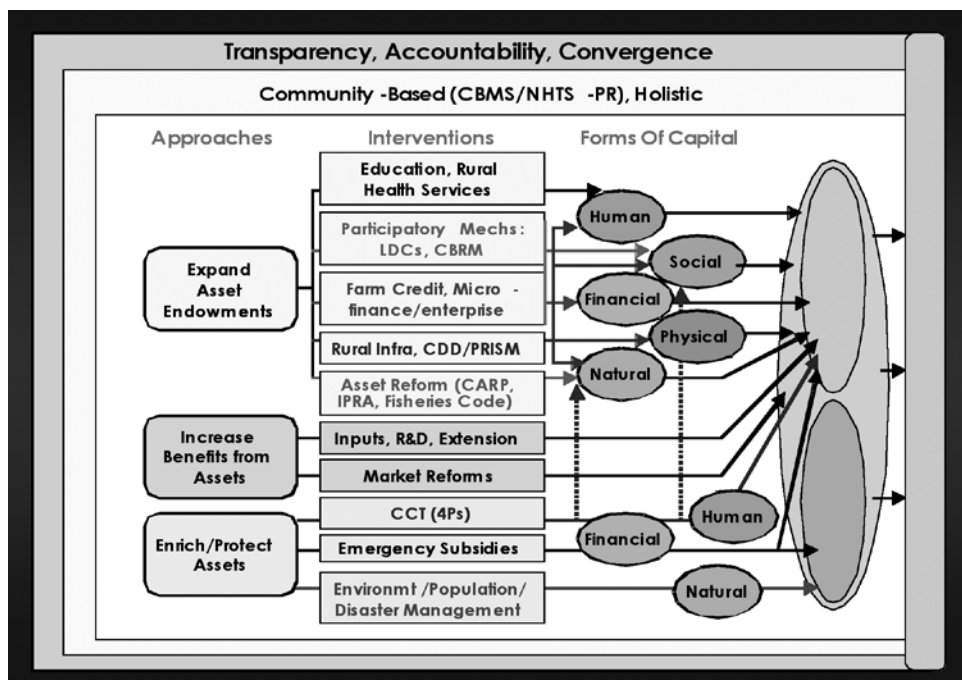 Transparency, Accountability, Convergence
Community -Based (CBMS/NHTS -PR), Holistic
Approaches
Interventions
Forms Of Capital
Expand
Asset
Endowments
Education, Rural
Health Services
Participatory Mechs:
LDCs, CBRM
Farm Credit, Micro -
finance/enterprise
Rural Infra, CDD/PRISM
Asset Reform (CARP,
IPRA, Fisheries Code)
Human
Social
Financial
Physical
Natural
Increase
Benefits from
Assets
Inputs, R&D, Extension
Market Reforms
Enrich/Protect
Assets
CCT (4Ps)
Emergency Subsidies
Environmt /Population/
Disaster Management
Human
Financial
Natural